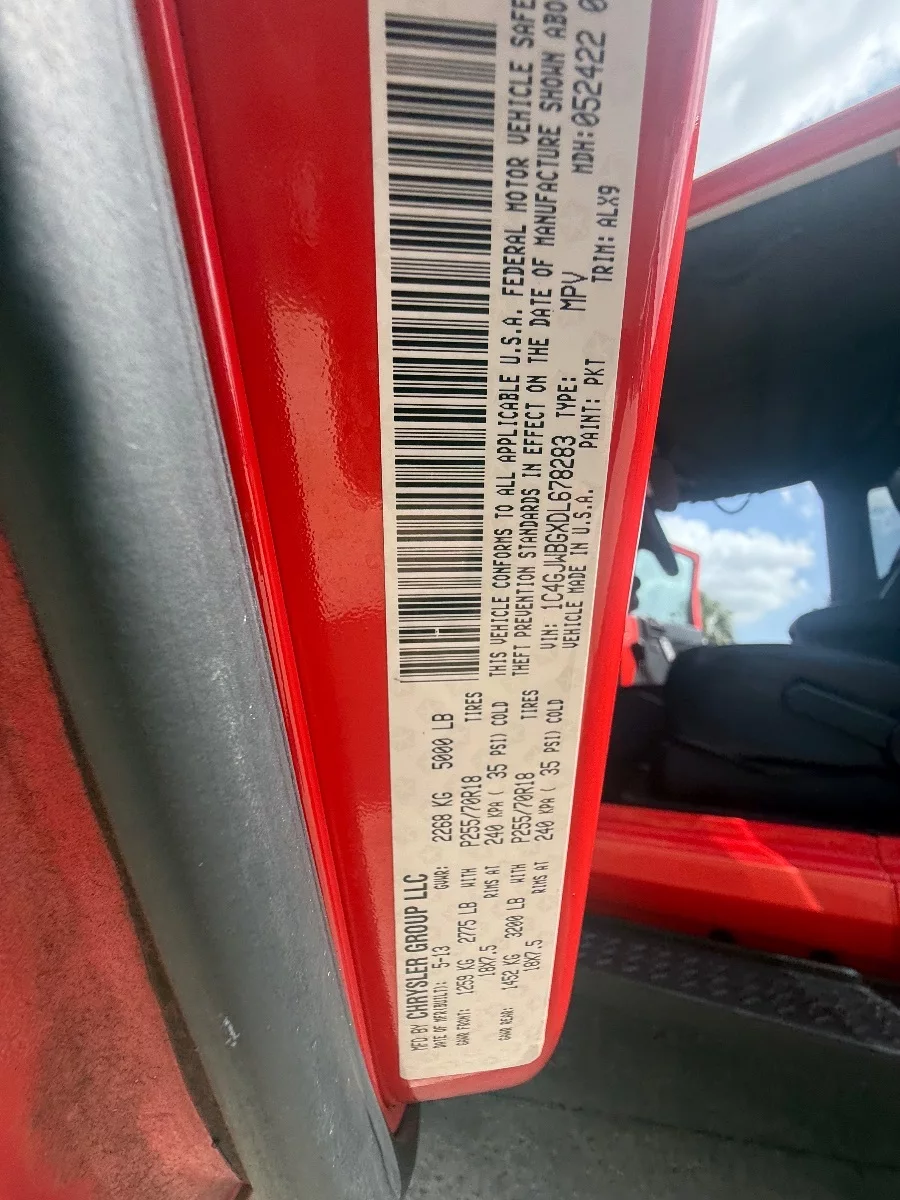 MFD BY CHRYSLER GROUP LLC
DATE OF MFR(BUILT): 5-13 GVWR: 2268 KG 5000 LB
GAWR FRONT: 1259 KG 2775 LB WITH P255/70R18 TIRES
18X7.5 RIMS AT 240 KPA ( 35 PSI) COLD
GAWR REAR: 1452 KG 3200 LB WITH P255/70R18 TIRES
18X7.5 RIMS AT 240 KPA ( 35 PSI) COLD
THIS VEHICLE CONFORMS TO ALL APPLICABLE U.S.A. FEDERAL MOTOR VEHICLE SAFE
THEFT PREVENTION STANDARDS IN EFFECT ON THE DATE OF MANUFACTURE SHOWN ABO
VIN: 1C4GJWBGXDL678283 TYPE: MPV MDH:052422 0
VEHICLE MADE IN U.S.A. PAINT: PKT TRIM: ALX9